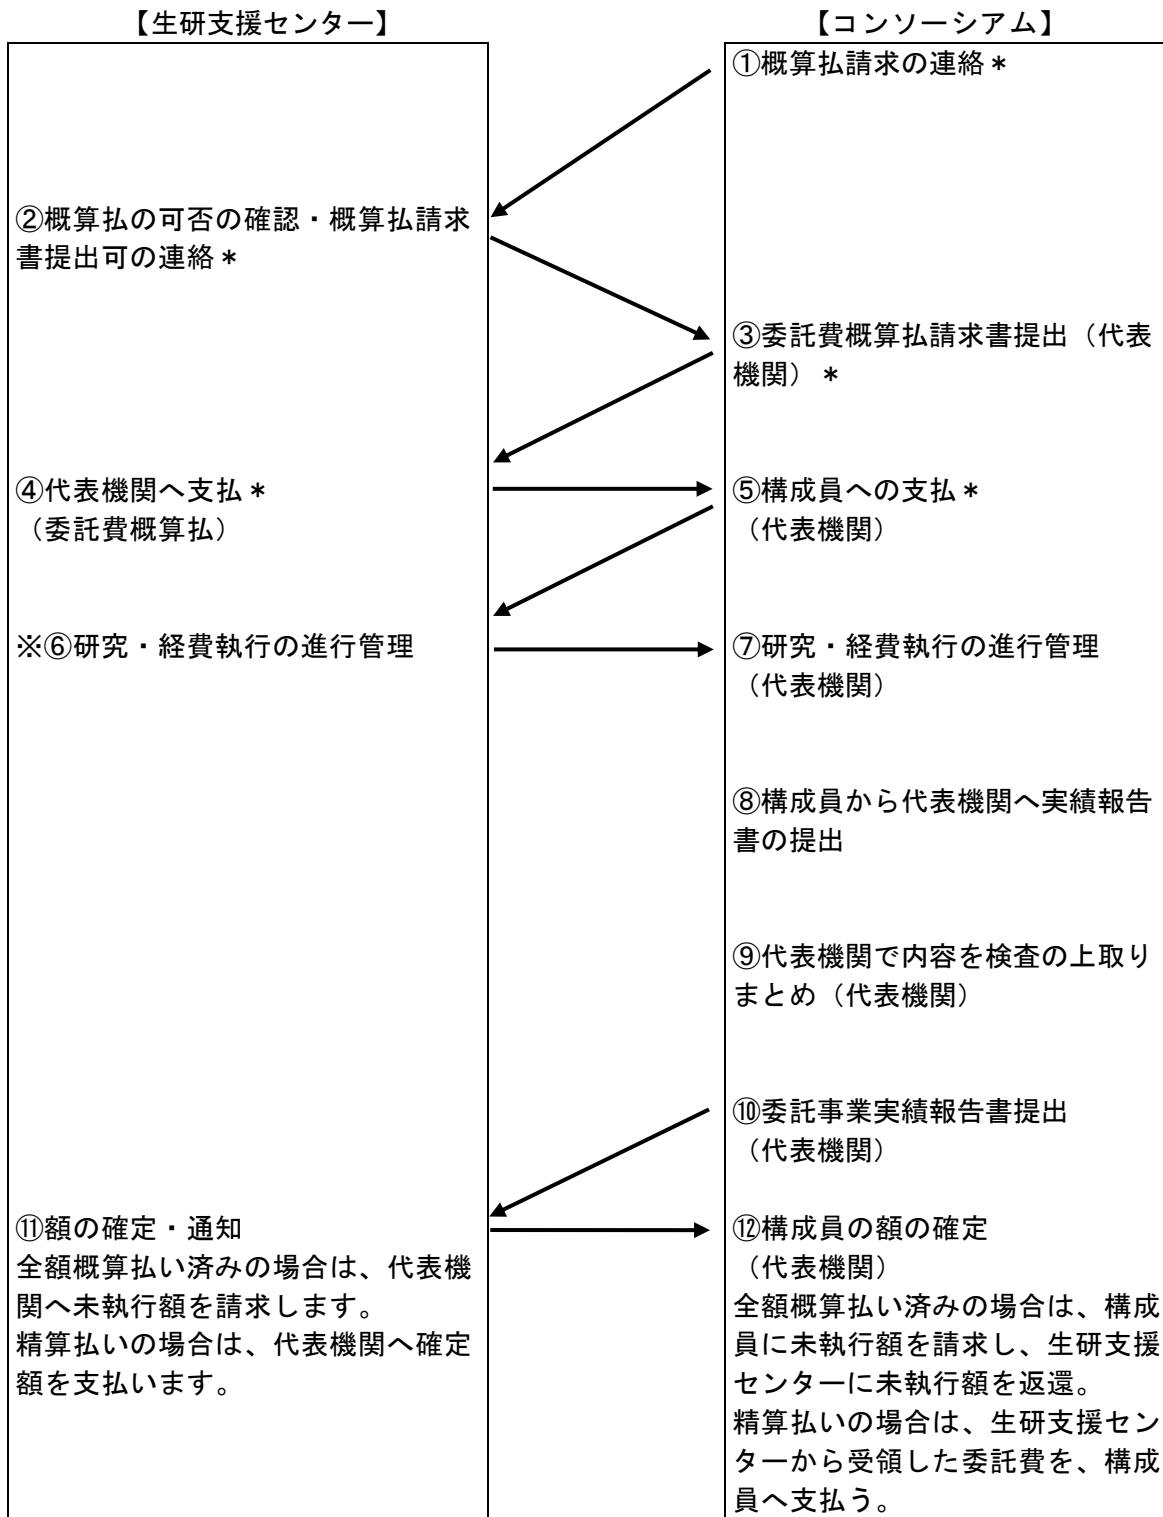 【生研支援センター】
【コンソーシアム】
①概算払請求の連絡＊
②概算払の可否の確認・概算払請求
書提出可の連絡＊
③委託費概算払請求書提出（代表
機関）＊
④代表機関へ支払＊
（委託費概算払）
⑤構成員への支払＊
（代表機関）
※⑥研究・経費執行の進行管理
⑦研究・経費執行の進行管理
（代表機関）
⑧構成員から代表機関へ実績報告
書の提出
⑨代表機関で内容を検査の上取り
まとめ（代表機関）
⑩委託事業実績報告書提出
（代表機関）
⑪額の確定・通知
全額概算払い済みの場合は、代表機
関へ未執行額を請求します。
精算払いの場合は、代表機関へ確定
額を支払います。
⑫構成員の額の確定
（代表機関）
全額概算払い済みの場合は、構成
員に未執行額を請求し、生研支援
センターに未執行額を返還。
精算払いの場合は、生研支援セン
ターから受領した委託費を、構成
員へ支払う。